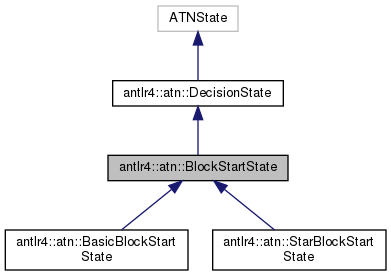 ATNState
antlr4::atn::DecisionState
antlr4::atn::BlockStartState
antlr4::atn::BasicBlockStart
State
antlr4::atn::StarBlockStart
State